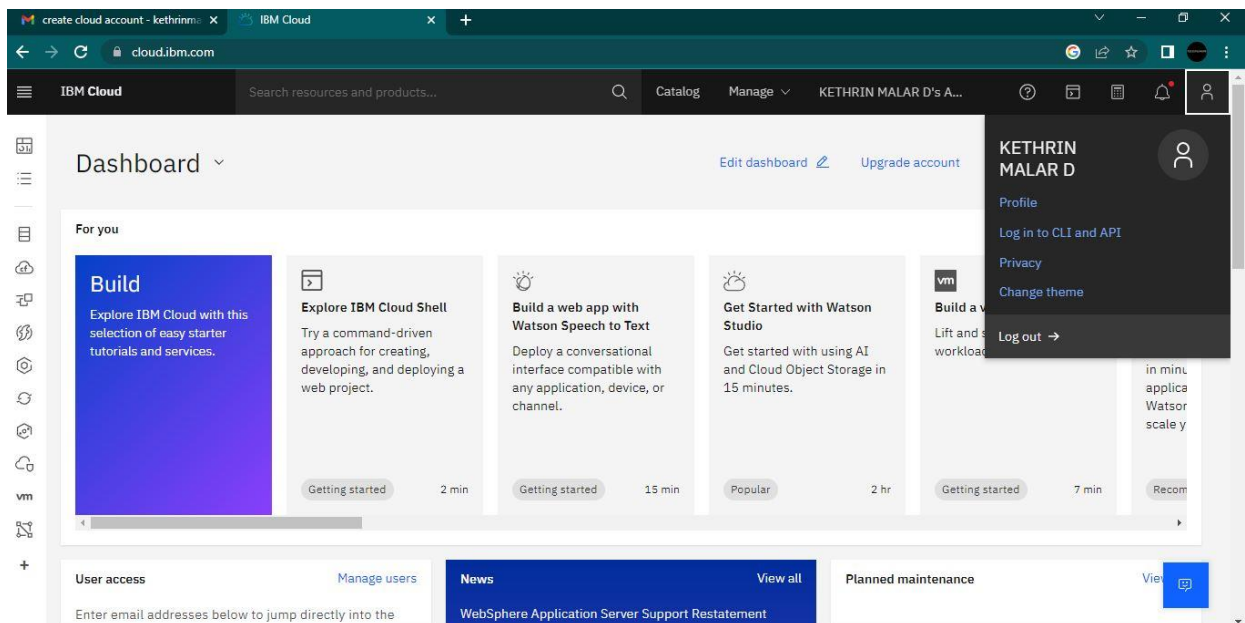 create cloud account - kethrinma
IBM Cloud
cloud.ibm.com
IBM Cloud
Search resources and products...
Catalog
Manage
KETHRIN MALAR D's A...
Dashboard
Edit dashboard
Upgrade account
KETHRIN
MALAR D
Profile
Log in to CLI and API
Privacy
Change theme
Log out →
For you
Build
Explore IBM Cloud with this
selection of easy starter
tutorials and services.
Explore IBM Cloud Shell
Try a command-driven
approach for creating,
developing, and deploying a
web project.
Getting started
2 min
Build a web app with
Watson Speech to Text
Deploy a conversational
interface compatible with
any application, device, or
channel.
Getting started
15 min
Get Started with Watson
Studio
Get started with using AI
and Cloud Object Storage in
15 minutes.
Popular
2 hr
vm
Build a v
Lift and s
workload
Getting started
7 min
in minu
applica
Watsor
scale y
Recom
vm
User access
Manage users
Enter email addresses below to jump directly into the
News
View all
WebSphere Application Server Support Restatement
Planned maintenance
Vie